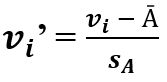 vᵢ’ = (vᵢ − Ā) / s_A